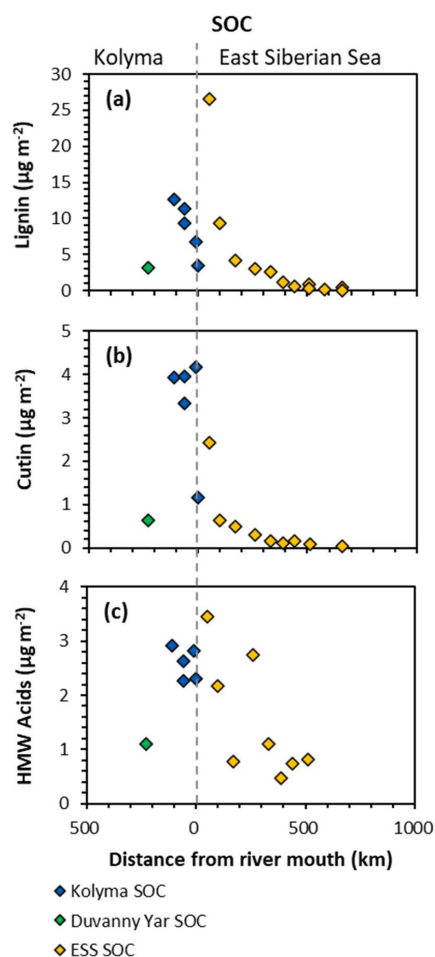 SOC
Kolyma East Siberian Sea
(a)
Lignin (µg m-2)
30
25
20
15
10
5
0
(b)
Cutin (µg m-2)
5
4
3
2
1
0
(c)
HMW Acids (µg m-2)
4
3
2
1
0
500 0 500 1000
Distance from river mouth (km)
Kolyma SOC
Duvanny Yar SOC
ESS SOC